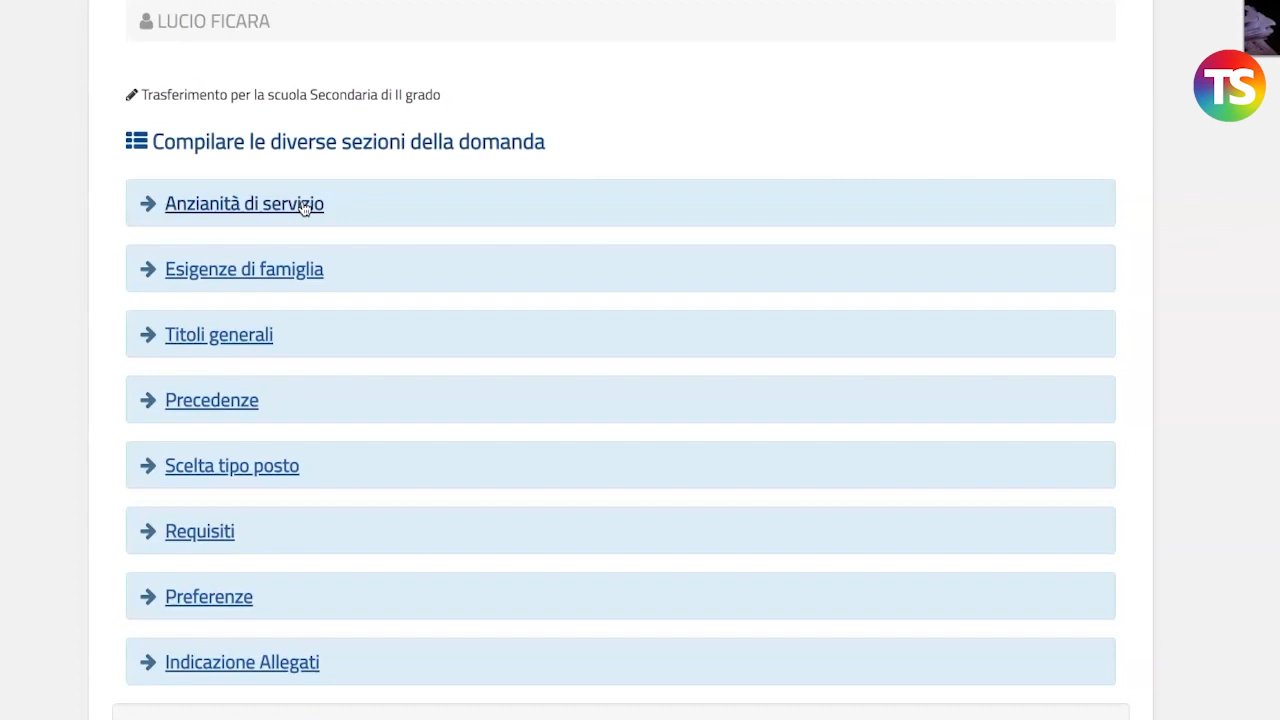 LUCIO FICARA
TS
Trasferimento per la scuola Secondaria di II grado
Compilare le diverse sezioni della domanda
Anzianità di servizio
Esigenze di famiglia
Titoli generali
Precedenze
Scelta tipo posto
Requisiti
Preferenze
Indicazione Allegati